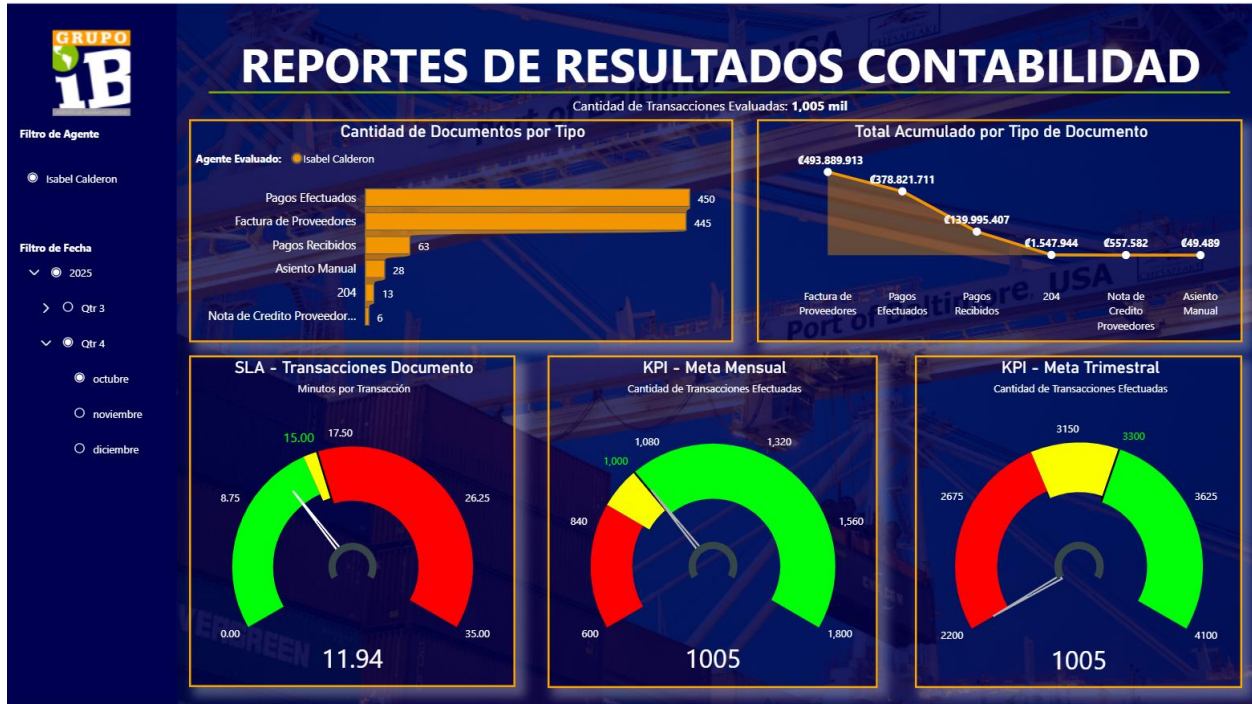 GRUPO
iB
REPORTES DE RESULTADOS CONTABILIDAD
Cantidad de Transacciones Evaluadas: 1,005 mil
Filtro de Agente
Isabel Calderon
Filtro de Fecha
2025
Qtr 3
Qtr 4
octubre
noviembre
diciembre
Cantidad de Documentos por Tipo
Agente Evaluado: Isabel Calderon
Pagos Efectuados 450
Factura de Proveedores 445
Pagos Recibidos 63
Asiento Manual 28
204 13
Nota de Credito Proveedor... 6
Total Acumulado por Tipo de Documento
₡493.889.913
₡378.821.711
₡139.995.407
₡1.547.944 ₡557.582 ₡49.489
Factura de Proveedores
Pagos Efectuados
Pagos Recibidos
204
Nota de Credito Proveedores
Asiento Manual
Port of Baltimore, USA
SLA - Transacciones Documento
Minutos por Transacción
15.00 17.50
8.75 26.25
0.00 35.00
11.94
KPI - Meta Mensual
Cantidad de Transacciones Efectuadas
1,080 1,320
1,000
840 1,560
600 1,800
1005
KPI - Meta Trimestral
Cantidad de Transacciones Efectuadas
3150 3300
2675 3625
2200 4100
1005
EVERGREEN